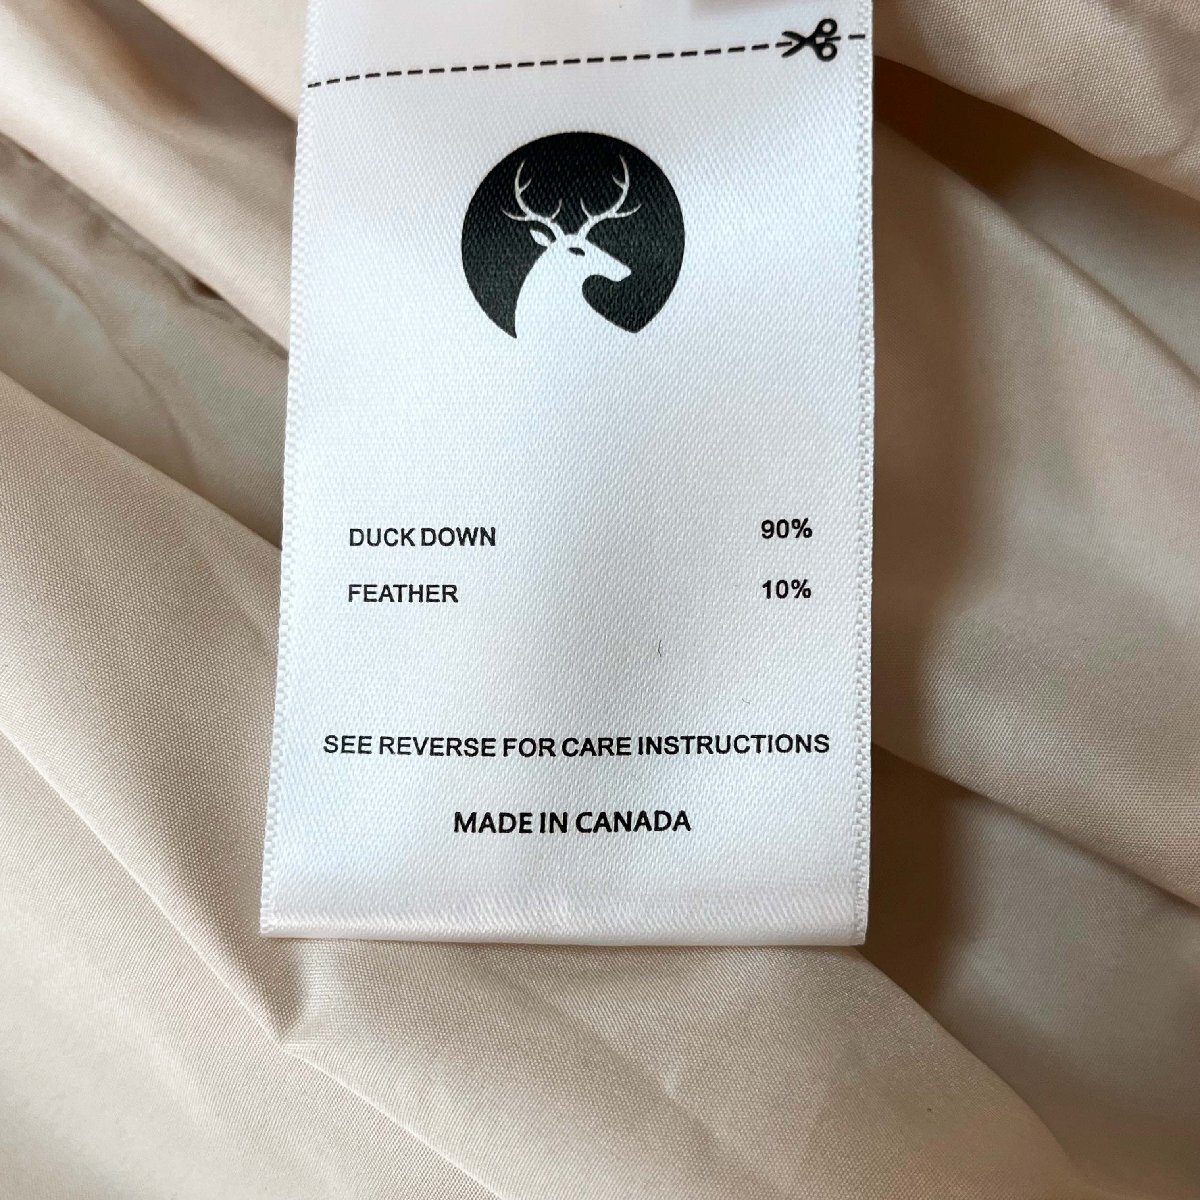 DUCK DOWN 90%
FEATHER 10%
SEE REVERSE FOR CARE INSTRUCTIONS
MADE IN CANADA